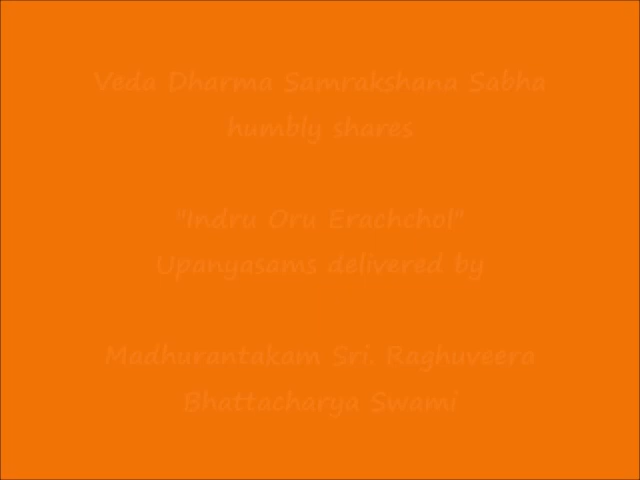 Veda Dharma Samrakshana Sabha
humbly shares
"Indru Oru Erachchol"
Upanyasams delivered by
Madhurantakam Sri. Raghuveera
Bhattacharya Swami